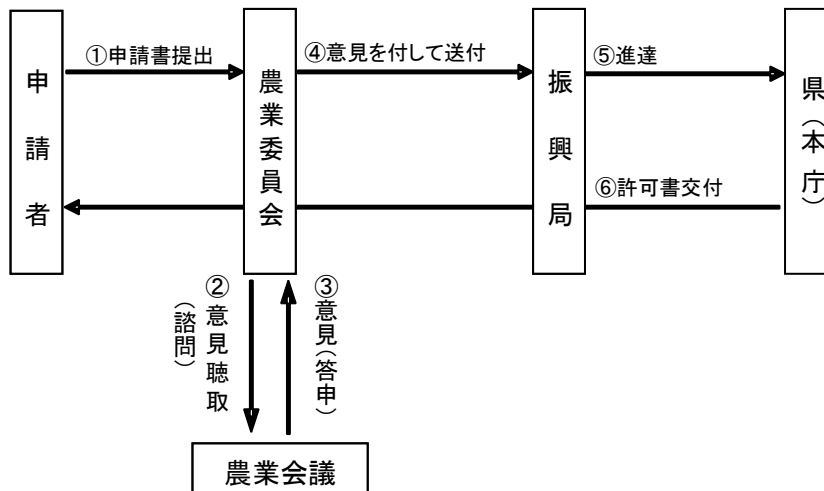 申請者
①申請書提出
農業委員会
④意見を付して送付
振興局
⑤進達
県(本庁)
⑥許可書交付
②意見聴取
(諮問)
③意見(答申)
農業会議